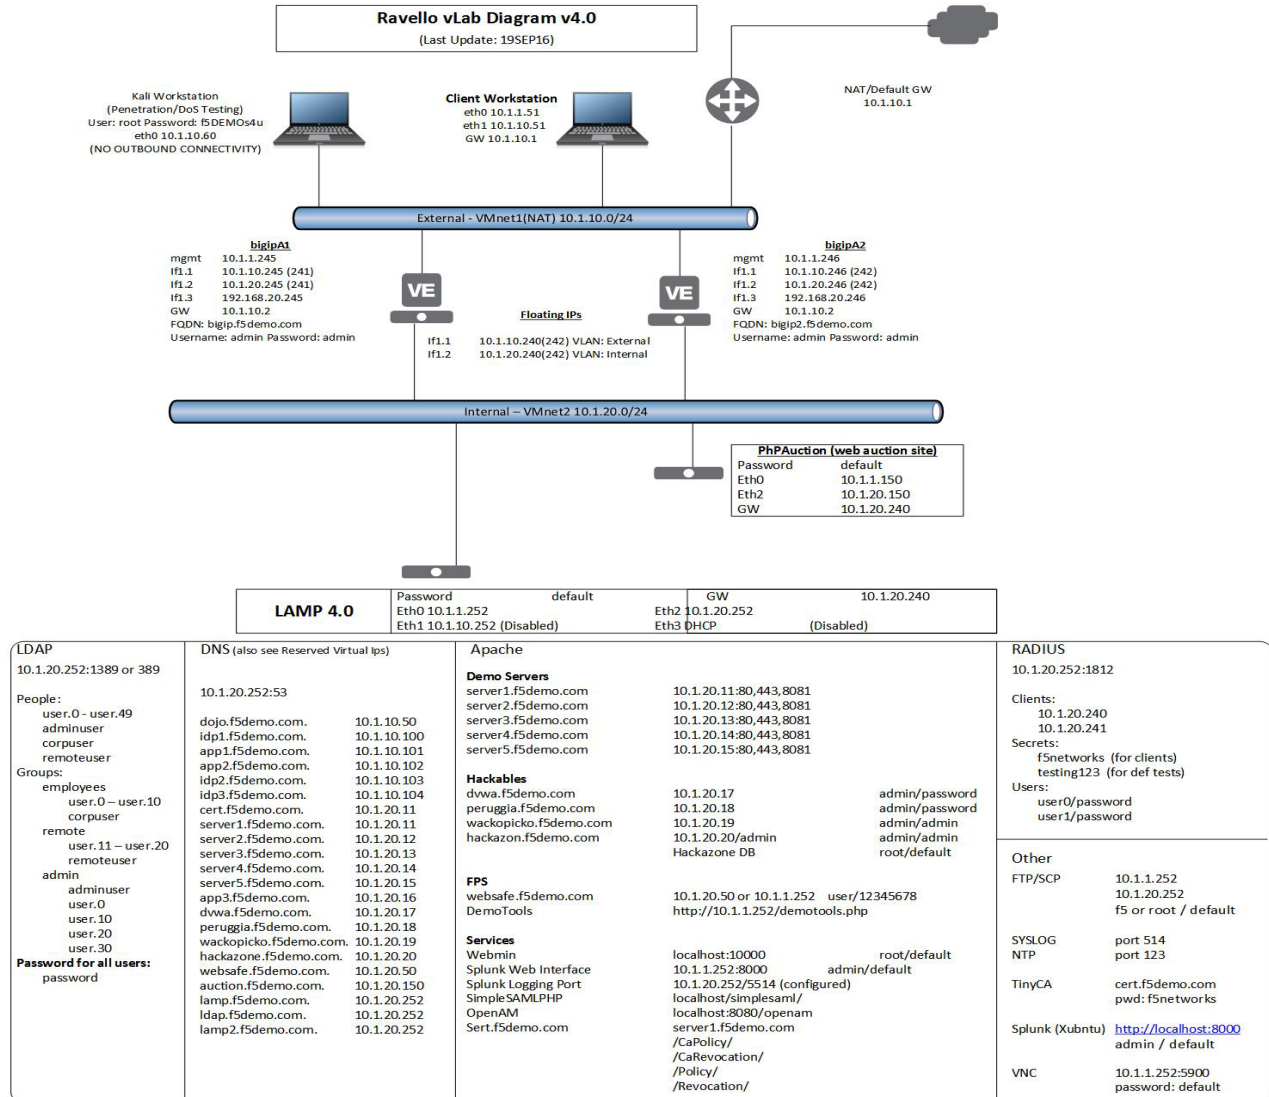 Ravello vLab Diagram v4.0
(Last Update: 19SEP16)
NAT/Default GW
10.1.10.1
Kali Workstation
(Penetration/DoS Testing)
User: root Password: f5DEMOs4u
eth0 10.1.10.60
(NO OUTBOUND CONNECTIVITY)
Client Workstation
eth0 10.1.1.51
eth1 10.1.10.51
GW 10.1.10.1
External - VMnet1(NAT) 10.1.10.0/24
bigipA1
mgmt 10.1.1.245
If1.1 10.1.10.245 (241)
If1.2 10.1.20.245 (241)
If1.3 192.168.20.245
GW 10.1.10.2
FQDN: bigip.f5demo.com
Username: admin Password: admin
VE
Floating IPs
If1.1 10.1.10.240(242) VLAN: External
If1.2 10.1.20.240(242) VLAN: Internal
VE
bigipA2
mgmt 10.1.1.246
If1.1 10.1.10.246 (242)
If1.2 10.1.20.246 (242)
If1.3 192.168.20.246
GW 10.1.10.2
FQDN: bigip2.f5demo.com
Username: admin Password: admin
Internal – VMnet2 10.1.20.0/24
PhPAuction (web auction site)
Password default
Eth0 10.1.1.150
Eth2 10.1.20.150
GW 10.1.20.240
LAMP 4.0
Password default GW 10.1.20.240
Eth0 10.1.1.252 Eth2 10.1.20.252
Eth1 10.1.10.252 (Disabled) Eth3 DHCP (Disabled)
LDAP
10.1.20.252:1389 or 389
People:
user.0 - user.49
adminuser
corpuser
remoteuser
Groups:
employees
user.0 – user.10
corpuser
remote
user.11 – user.20
remoteuser
admin
adminuser
user.0
user.10
user.20
user.30
Password for all users:
password
DNS (also see Reserved Virtual Ips)
10.1.20.252:53
dojo.f5demo.com. 10.1.10.50
idp1.f5demo.com. 10.1.10.100
app1.f5demo.com. 10.1.10.101
app2.f5demo.com. 10.1.10.102
idp2.f5demo.com. 10.1.10.103
idp3.f5demo.com. 10.1.10.104
cert.f5demo.com. 10.1.20.11
server1.f5demo.com. 10.1.20.11
server2.f5demo.com. 10.1.20.12
server3.f5demo.com. 10.1.20.13
server4.f5demo.com. 10.1.20.14
server5.f5demo.com. 10.1.20.15
app3.f5demo.com. 10.1.20.16
dvwa.f5demo.com. 10.1.20.17
peruggia.f5demo.com. 10.1.20.18
wackopicko.f5demo.com. 10.1.20.19
hackazone.f5demo.com. 10.1.20.20
websafe.f5demo.com. 10.1.20.50
auction.f5demo.com. 10.1.20.150
lamp.f5demo.com. 10.1.20.252
ldap.f5demo.com. 10.1.20.252
lamp2.f5demo.com. 10.1.20.252
Apache
Demo Servers
server1.f5demo.com 10.1.20.11:80,443,8081
server2.f5demo.com 10.1.20.12:80,443,8081
server3.f5demo.com 10.1.20.13:80,443,8081
server4.f5demo.com 10.1.20.14:80,443,8081
server5.f5demo.com 10.1.20.15:80,443,8081
Hackables
dvwa.f5demo.com 10.1.20.17 admin/password
peruggia.f5demo.com 10.1.20.18 admin/password
wackopicko.f5demo.com 10.1.20.19 admin/admin
hackazon.f5demo.com 10.1.20.20/admin admin/admin
Hackazone DB root/default
FPS
websafe.f5demo.com 10.1.20.50 or 10.1.1.252 user/12345678
DemoTools http://10.1.1.252/demotools.php
Services
Webmin localhost:10000 root/default
Splunk Web Interface 10.1.1.252:8000 admin/default
Splunk Logging Port 10.1.20.252/5514 (configured)
SimpleSAMLPHP localhost/simplesaml/
OpenAM localhost:8080/openam
Sert.f5demo.com server1.f5demo.com
/CaPolicy/
/CaRevocation/
/Policy/
/Revocation/
RADIUS
10.1.20.252:1812
Clients:
10.1.20.240
10.1.20.241
Secrets:
f5networks (for clients)
testing123 (for def tests)
Users:
user0/password
user1/password
Other
FTP/SCP 10.1.1.252
10.1.20.252
f5 or root / default
SYSLOG port 514
NTP port 123
TinyCA cert.f5demo.com
pwd: f5networks
Splunk (Xubntu) http://localhost:8000
admin / default
VNC 10.1.1.252:5900
password: default